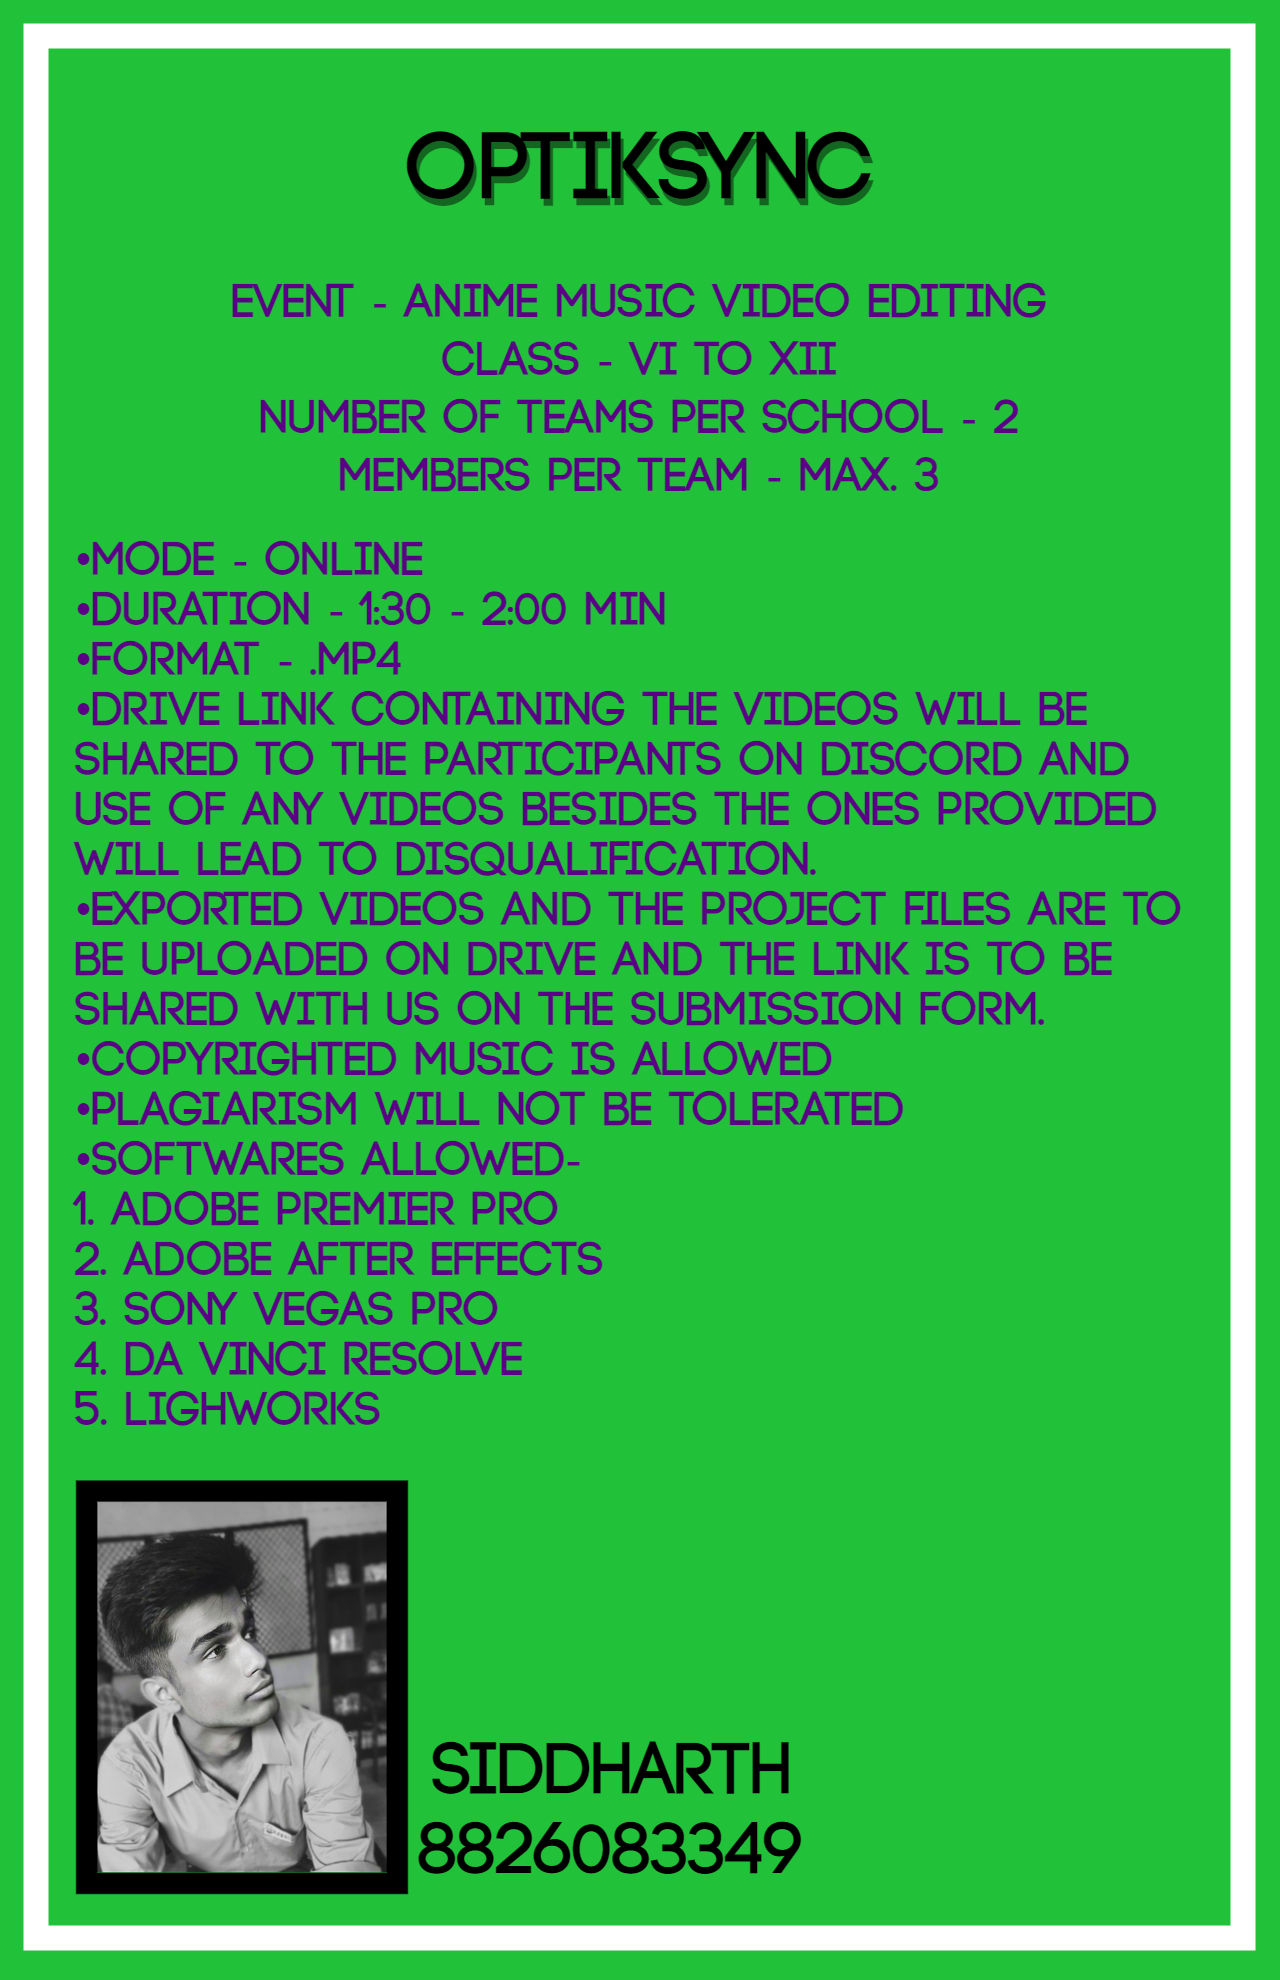 OPTIKSYNC
EVENT - ANIME MUSIC VIDEO EDITING
CLASS - VI TO XII
NUMBER OF TEAMS PER SCHOOL - 2
MEMBERS PER TEAM - MAX. 3
•MODE - ONLINE
•DURATION - 1:30 - 2:00 MIN
•FORMAT - .MP4
•DRIVE LINK CONTAINING THE VIDEOS WILL BE
SHARED TO THE PARTICIPANTS ON DISCORD AND
USE OF ANY VIDEOS BESIDES THE ONES PROVIDED
WILL LEAD TO DISQUALIFICATION.
•EXPORTED VIDEOS AND THE PROJECT FILES ARE TO
BE UPLOADED ON DRIVE AND THE LINK IS TO BE
SHARED WITH US ON THE SUBMISSION FORM.
•COPYRIGHTED MUSIC IS ALLOWED
•PLAGIARISM WILL NOT BE TOLERATED
•SOFTWARES ALLOWED-
1. ADOBE PREMIER PRO
2. ADOBE AFTER EFFECTS
3. SONY VEGAS PRO
4. DA VINCI RESOLVE
5. LIGHWORKS
SIDDHARTH
8826083349